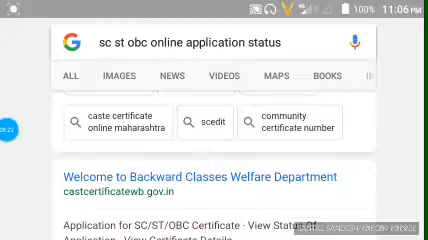 100% 11:06 PM
sc st obc online application status
ALL IMAGES NEWS VIDEOS MAPS BOOKS
caste certificate
online maharashtra
scedit
community
certificate number
Welcome to Backward Classes Welfare Department
castcertificatewb.gov.in
Application for SC/ST/OBC Certificate - View Status Of
Application - View Certificate Details